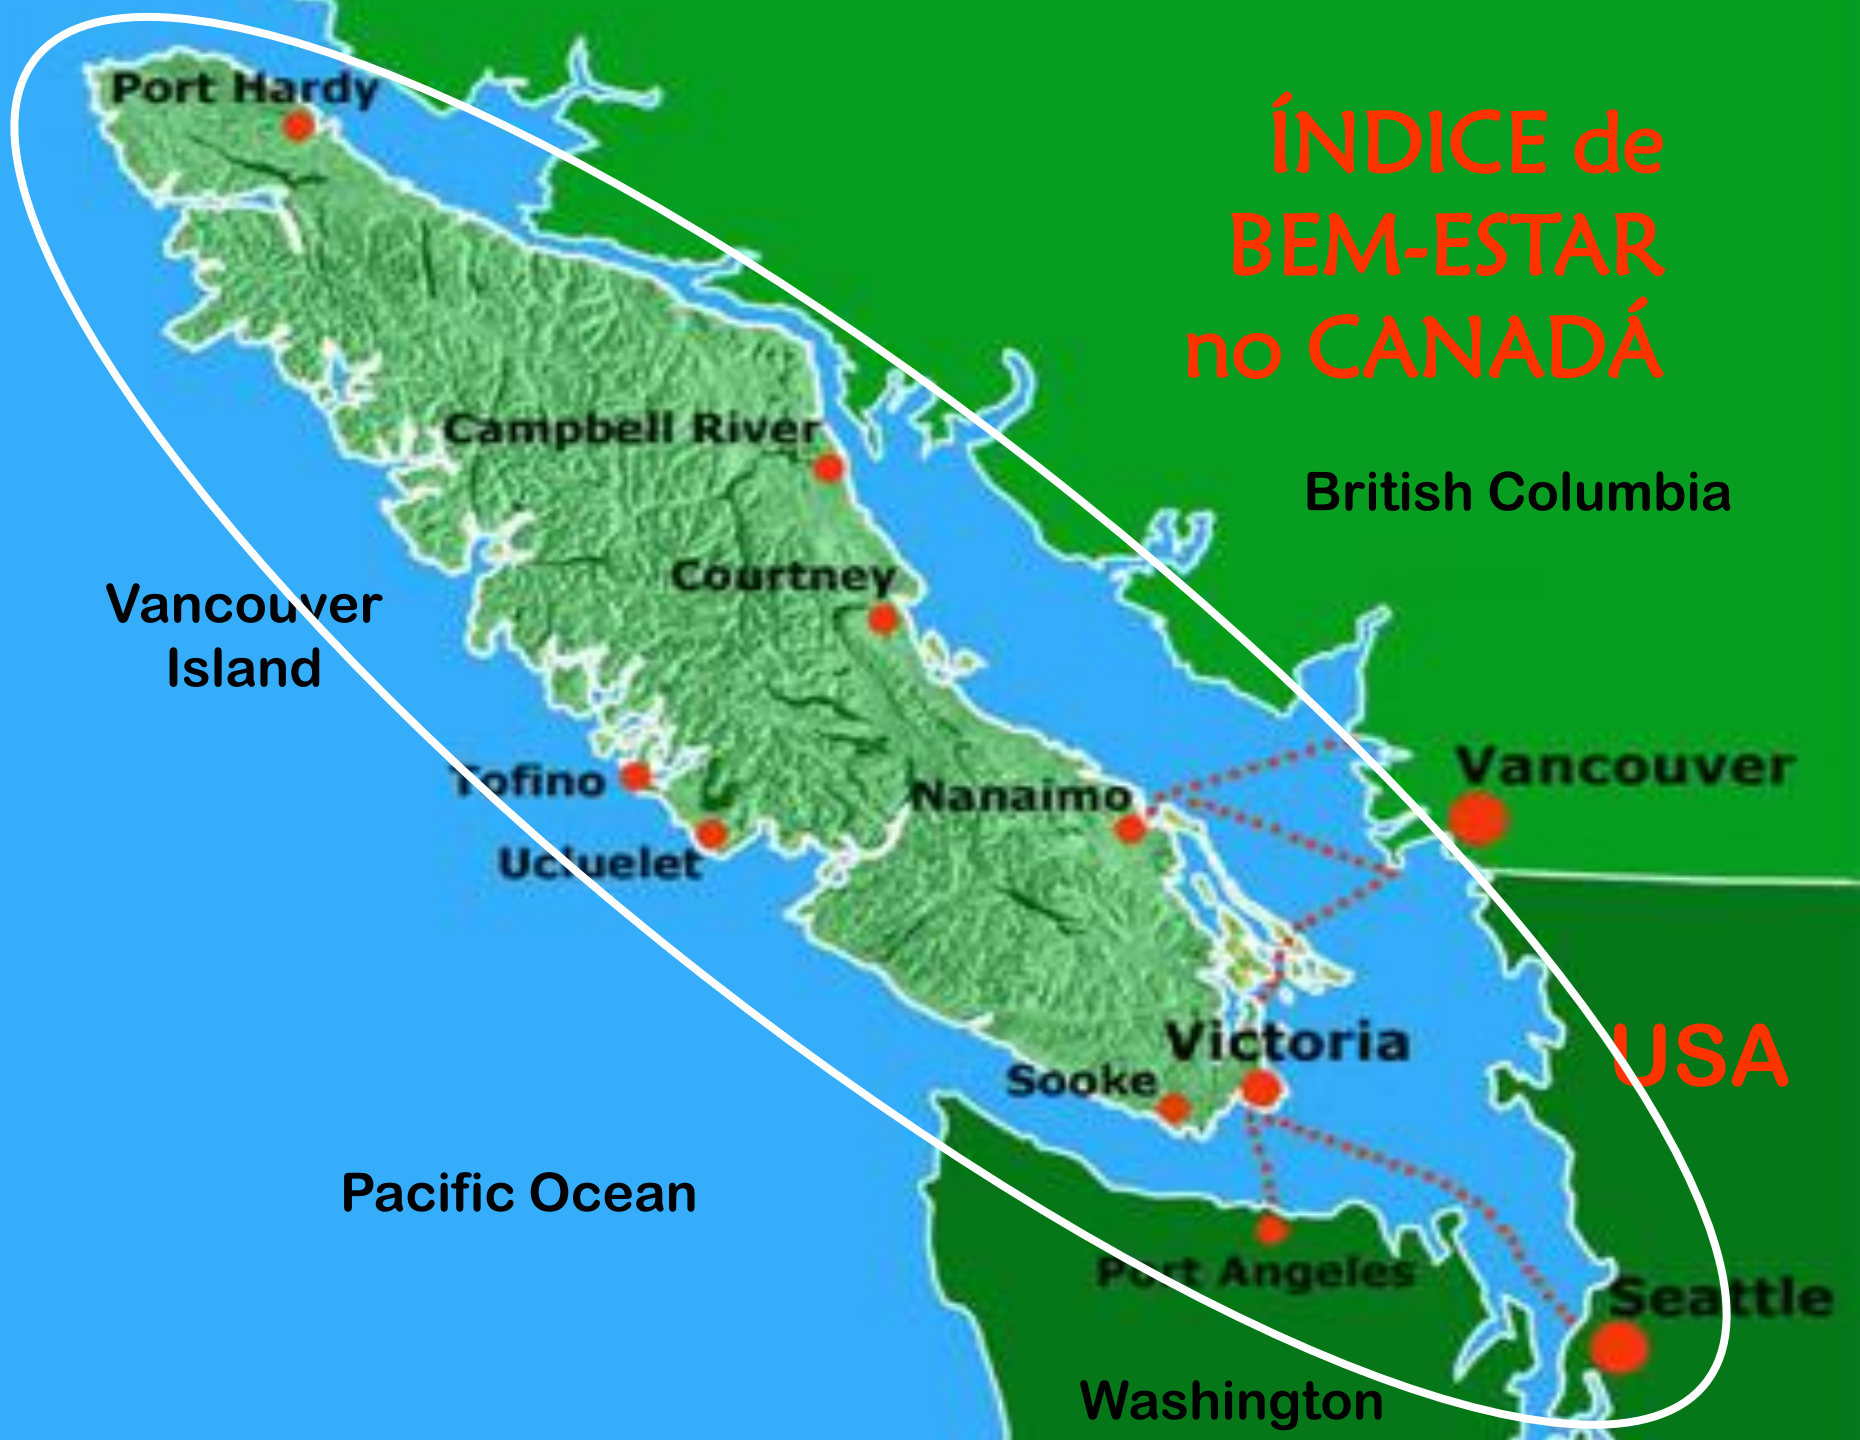 Port Hardy
ÍNDICE de
BEM-ESTAR
no CANADÁ
Campbell River
British Columbia
Courtney
Vancouver
Island
Vancouver
Tofino
Nanaimo
Ucluelet
Victoria
USA
Sooke
Pacific Ocean
Port Angeles
Seattle
Washington